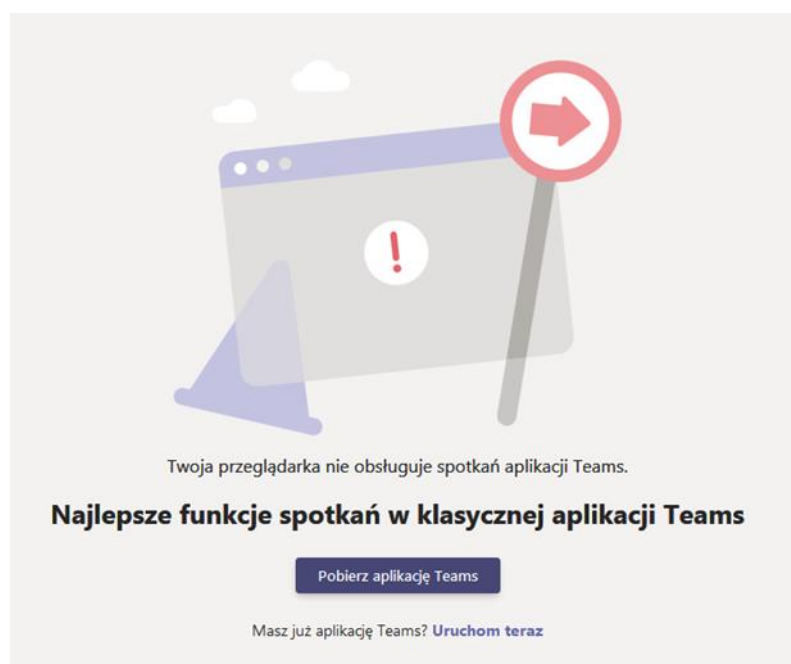 Twoja przeglądarka nie obsługuje spotkań aplikacji Teams.
Najlepsze funkcje spotkań w klasycznej aplikacji Teams
Pobierz aplikację Teams
Masz już aplikację Teams? Uruchom teraz